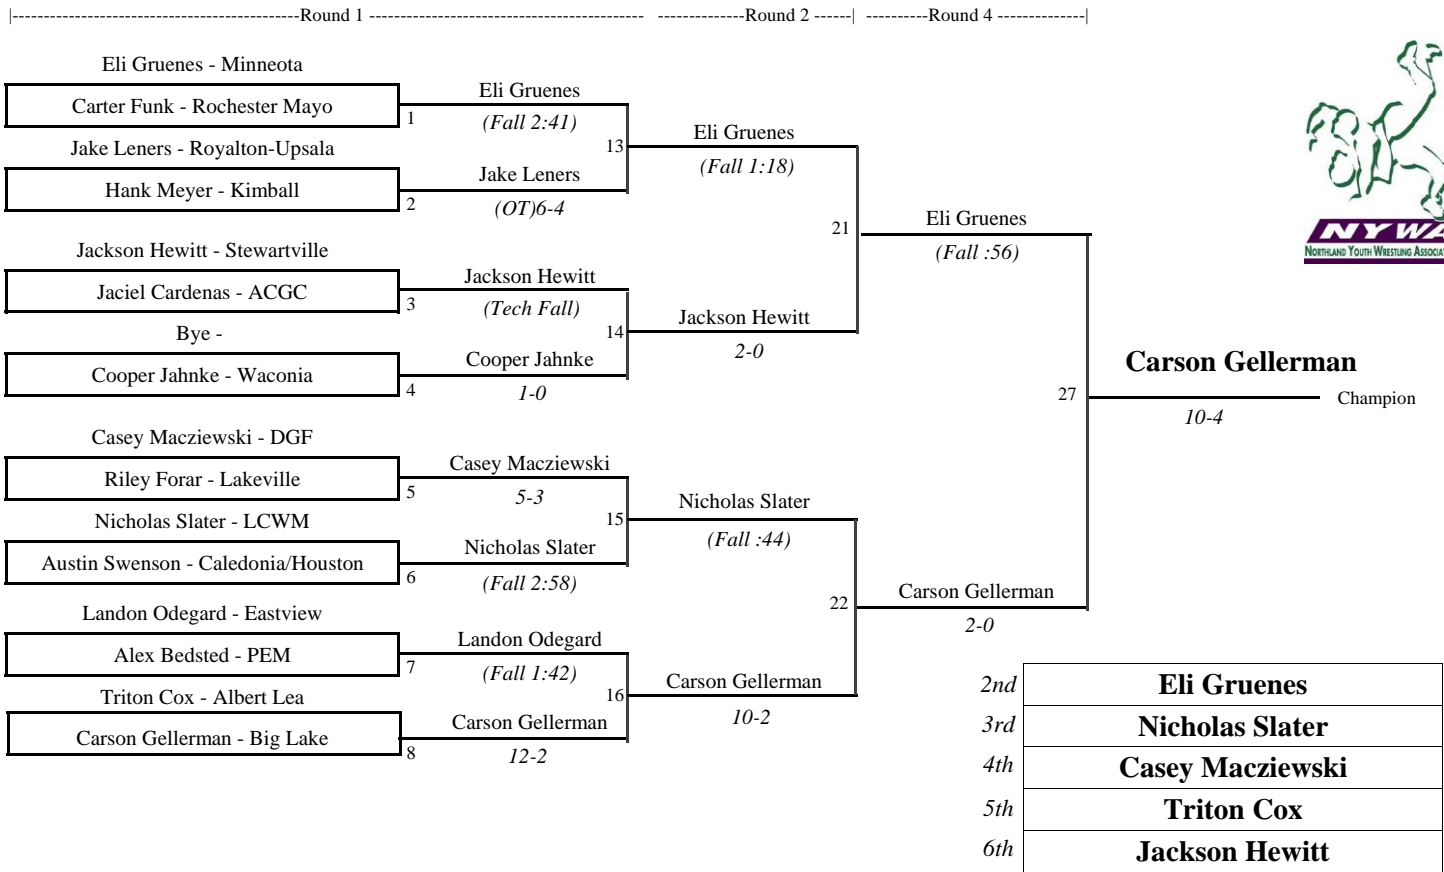 |--------------------------------------------Round 1 ------------------------------------------
--------------Round 2 ------|
----------Round 4 --------------|
Eli Gruenes - Minneota
Carter Funk - Rochester Mayo
1
Eli Gruenes
(Fall 2:41)
Jake Leners - Royalton-Upsala
Hank Meyer - Kimball
2
Jake Leners
(OT)6-4
13
Eli Gruenes
(Fall 1:18)
Jackson Hewitt - Stewartville
Jaciel Cardenas - ACGC
3
Jackson Hewitt
(Tech Fall)
Bye -
Cooper Jahnke - Waconia
4
Cooper Jahnke
1-0
14
Jackson Hewitt
2-0
21
Eli Gruenes
(Fall :56)
Casey Macziewski - DGF
Riley Forar - Lakeville
5
Casey Macziewski
5-3
Nicholas Slater - LCWM
Austin Swenson - Caledonia/Houston
6
Nicholas Slater
(Fall 2:58)
15
Nicholas Slater
(Fall :44)
Landon Odegard - Eastview
Alex Bedsted - PEM
7
Landon Odegard
(Fall 1:42)
Triton Cox - Albert Lea
Carson Gellerman - Big Lake
8
Carson Gellerman
12-2
16
Carson Gellerman
10-2
22
Carson Gellerman
2-0
27
Carson Gellerman
Champion
10-4
NYWA
NORTHLAND YOUTH WRESTLING ASSOCIAT
2nd Eli Gruenes
3rd Nicholas Slater
4th Casey Macziewski
5th Triton Cox
6th Jackson Hewitt